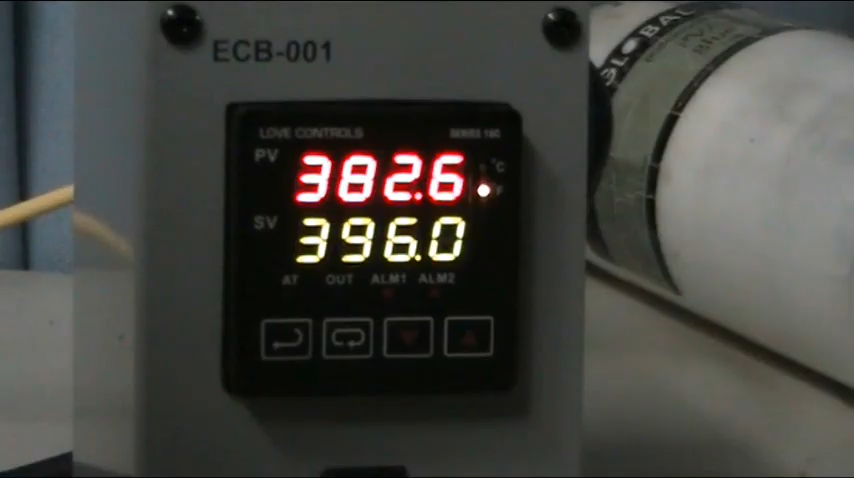 ECB-001
GLOBAL
LOVE CONTROLS
SERIES 16C
PV
382.6
°C
°F
SV
396.0
AT OUT ALM1 ALM2